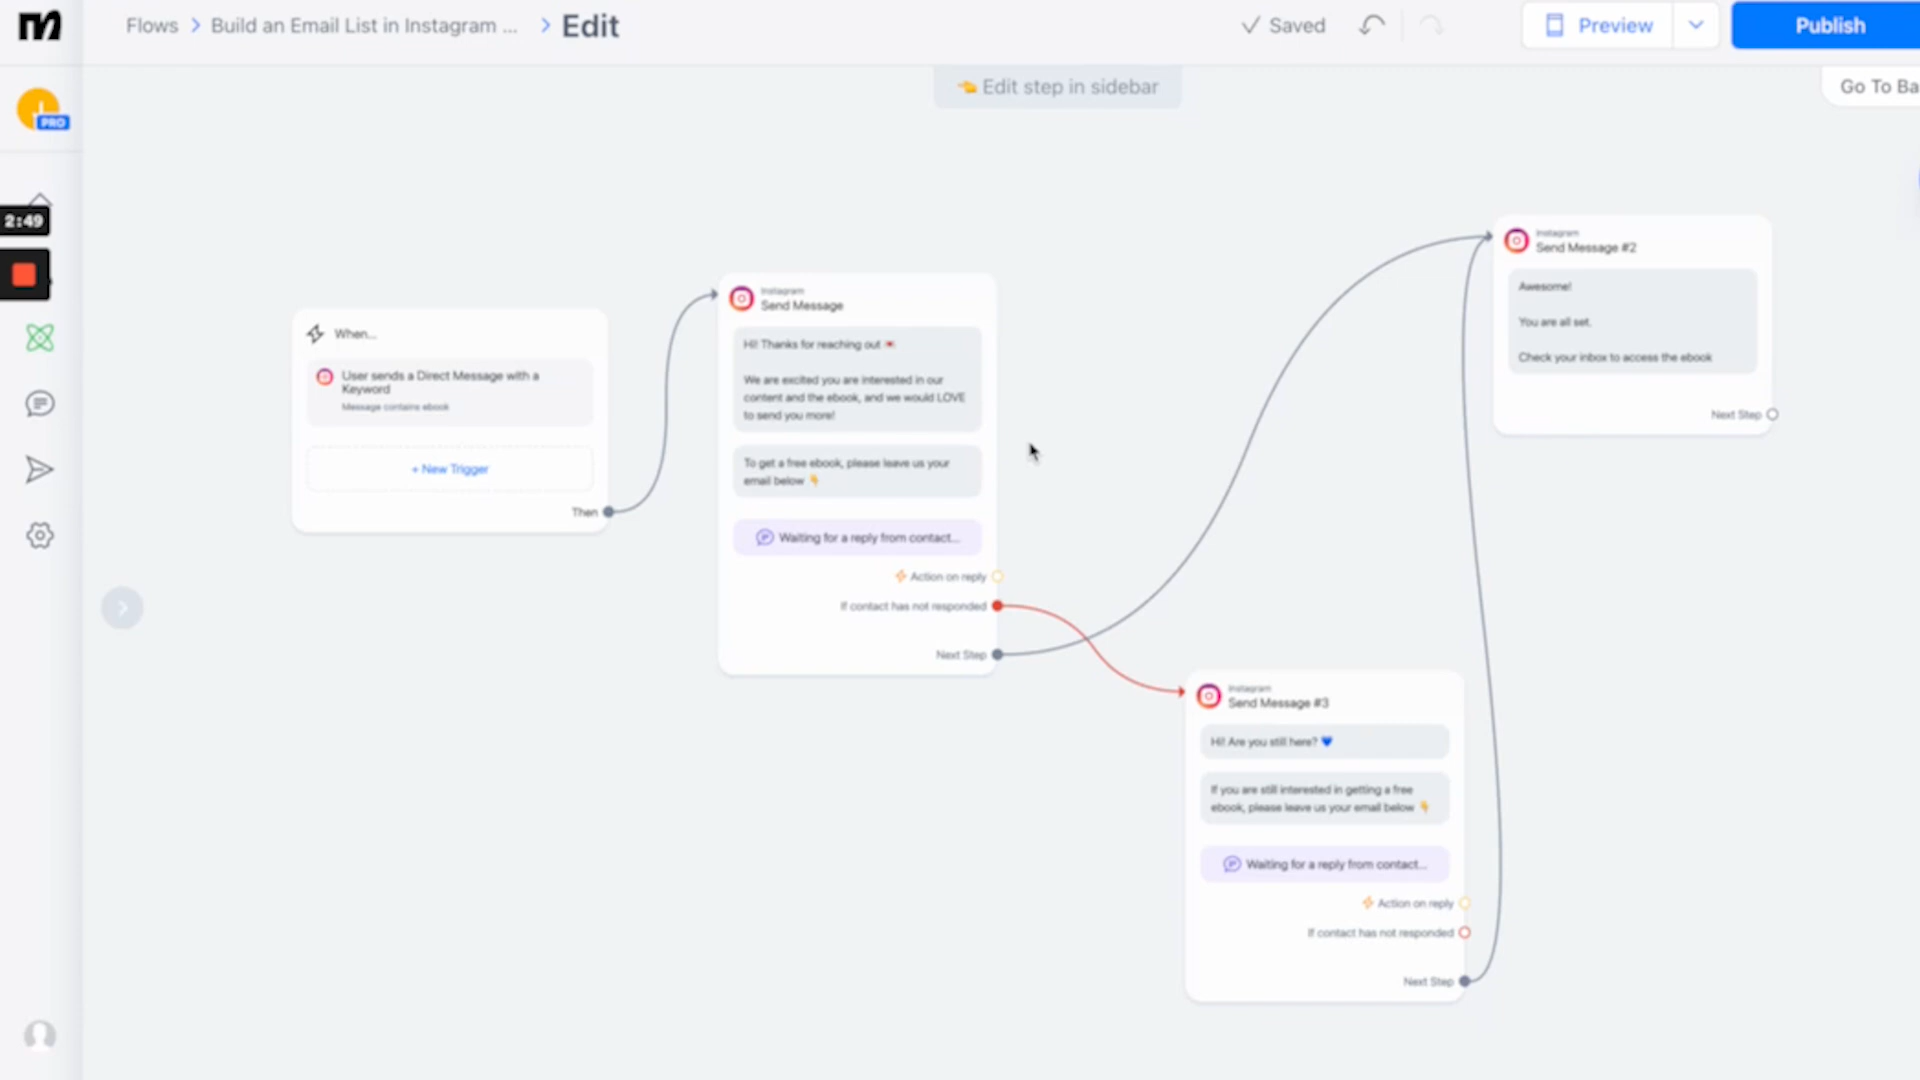 Flows > Build an Email List in Instagram ... > Edit
Saved
Preview
Publish
Edit step in sidebar
Go To Ba
PRO
2:49
When...
User sends a Direct Message with a
Keyword
Message contains ebook
+ New Trigger
Then
Instagram
Send Message
Hi! Thanks for reaching out
We are excited you are interested in our
content and the ebook, and we would LOVE
to send you more!
To get a free ebook, please leave us your
email below
Waiting for a reply from contact...
Action on reply
If contact has not responded
Next Step
Instagram
Send Message #2
Awesome!
You are all set.
Check your inbox to access the ebook
Next Step
Instagram
Send Message #3
Hi! Are you still here?
If you are still interested in getting a free
ebook, please leave us your email below
Waiting for a reply from contact...
Action on reply
If contact has not responded
Next Step